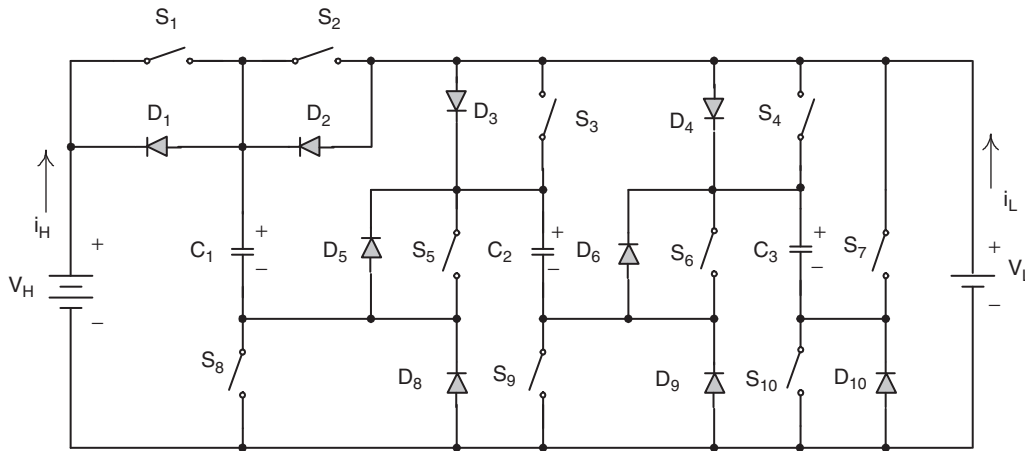 S1 S2
D1 D2 D3 S3 D4 S4
iH iL
+ C1 + − D5 S5 C2 + − D6 S6 C3 + − S7 +
VH − VL −
S8 D8 S9 D9 S10 D10